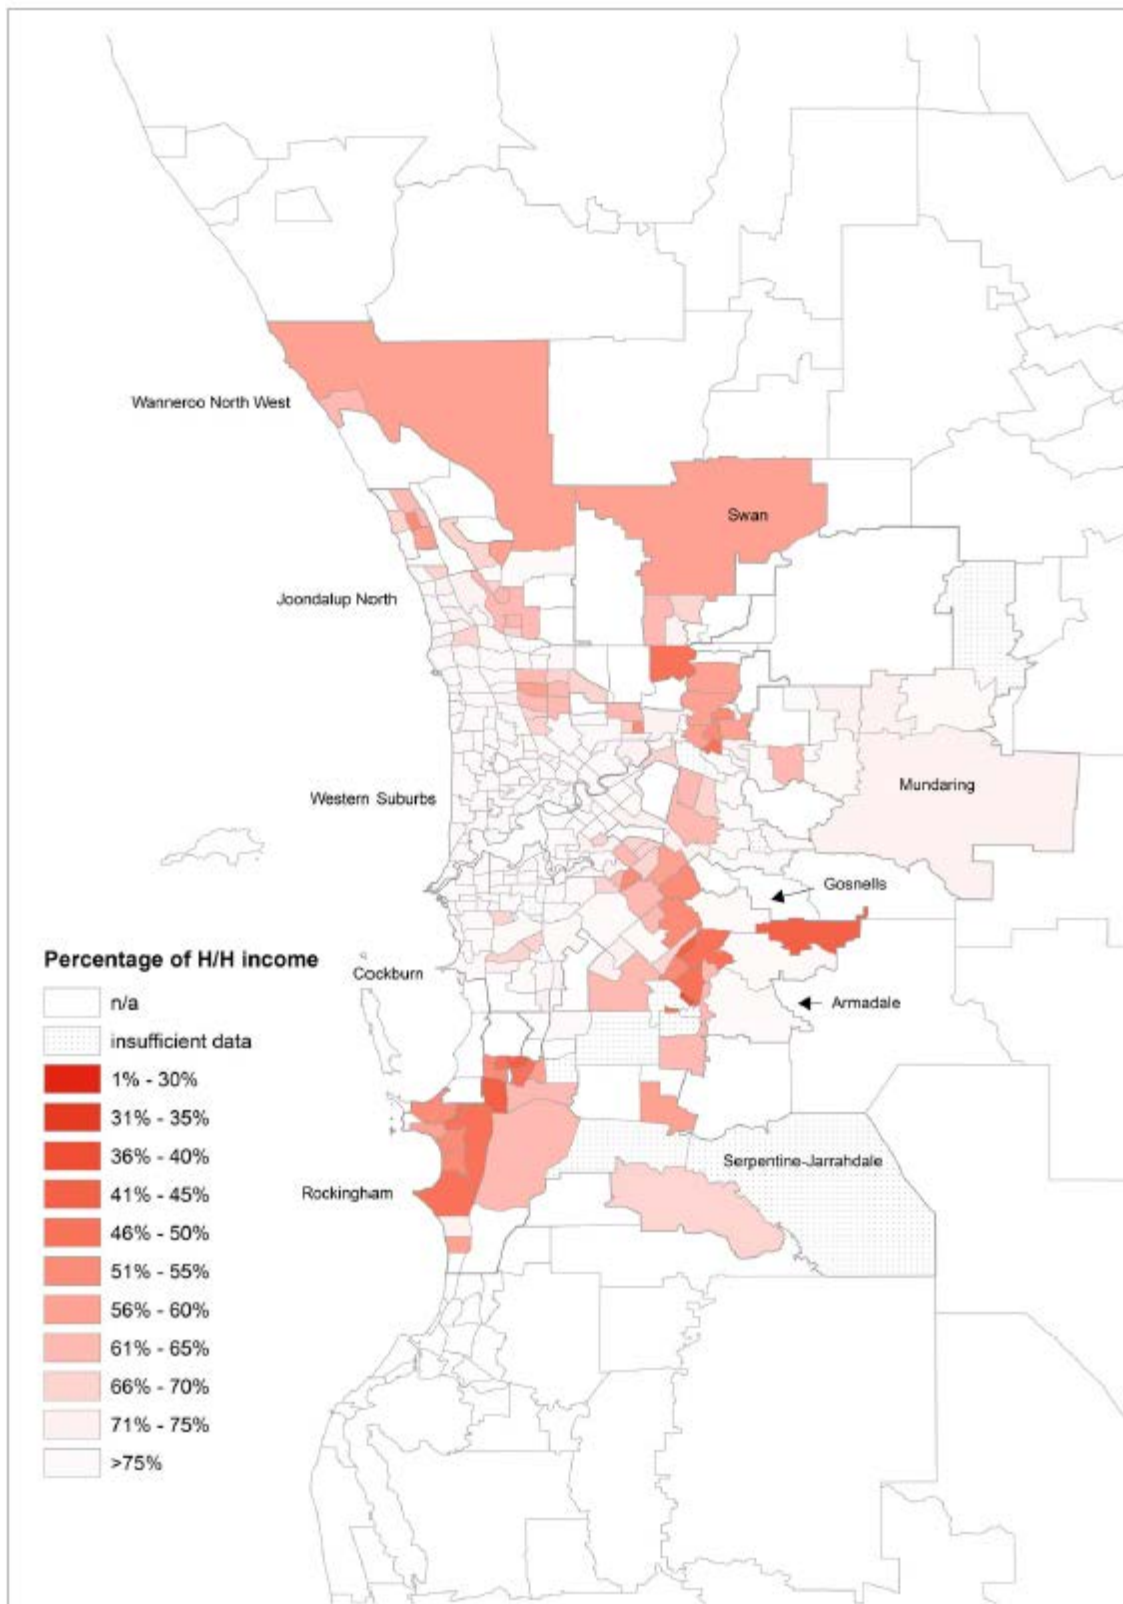 Wanneroo North West
Swan
Joondalup North
Mundaring
Western Suburbs
Gosnells
Cockburn
Armadale
Serpentine-Jarrahdale
Rockingham
Percentage of H/H income
n/a
insufficient data
1% - 30%
31% - 35%
36% - 40%
41% - 45%
46% - 50%
51% - 55%
56% - 60%
61% - 65%
66% - 70%
71% - 75%
>75%